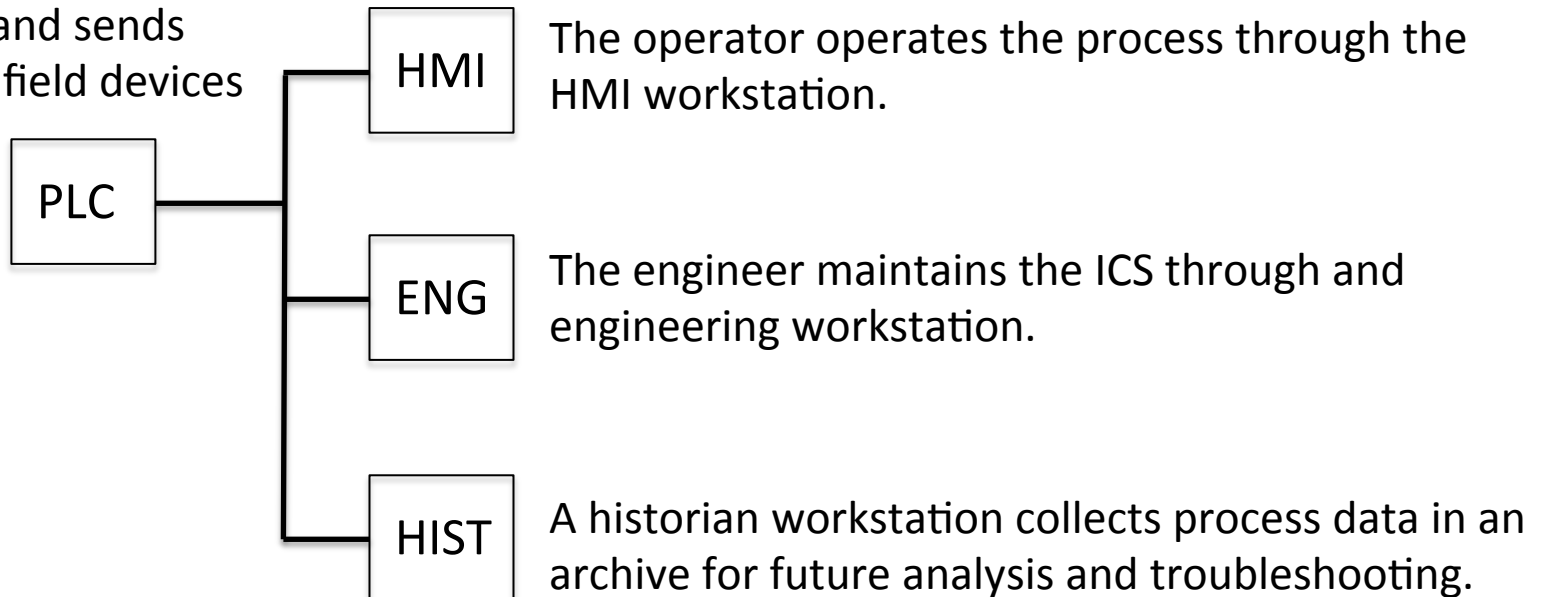 and sends
field devices
PLC
HMI
The operator operates the process through the
HMI workstation.
ENG
The engineer maintains the ICS through and
engineering workstation.
HIST
A historian workstation collects process data in an
archive for future analysis and troubleshooting.